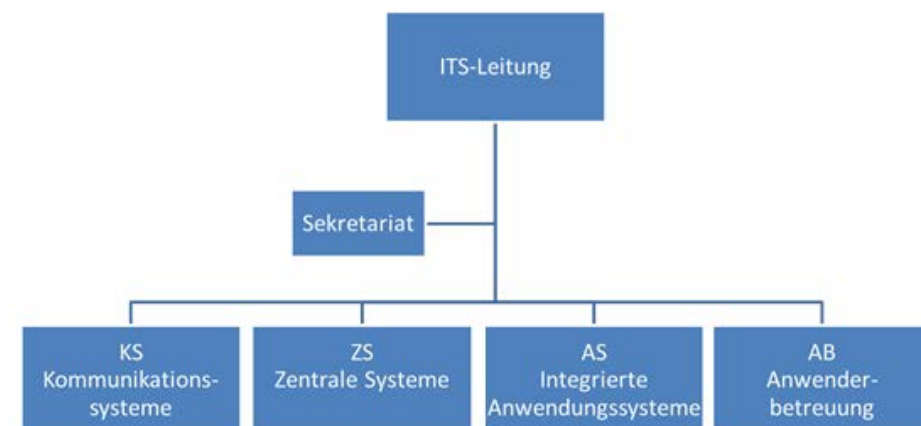 ITS-Leitung
Sekretariat
KS
Kommunikations-
systeme
ZS
Zentrale Systeme
AS
Integrierte
Anwendungssysteme
AB
Anwender-
betreuung